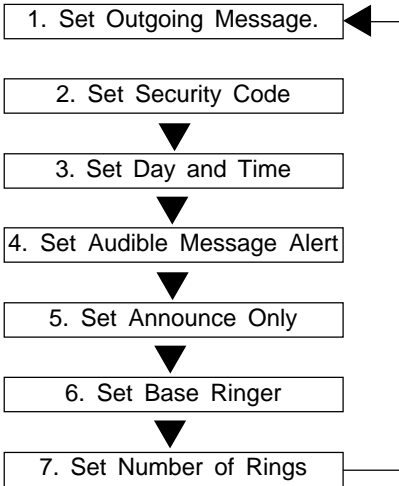 1. Set Outgoing Message.
2. Set Security Code
3. Set Day and Time
4. Set Audible Message Alert
5. Set Announce Only
6. Set Base Ringer
7. Set Number of Rings